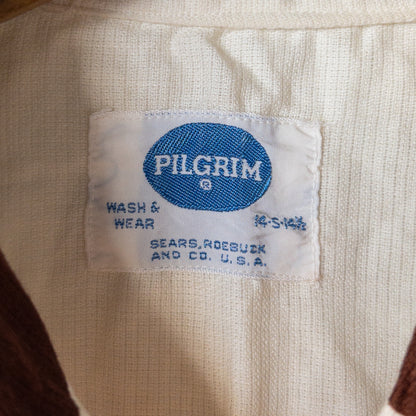 PILGRIM
®
WASH & 14-S-14½
WEAR
SEARS, ROEBUCK
AND CO. U.S.A.